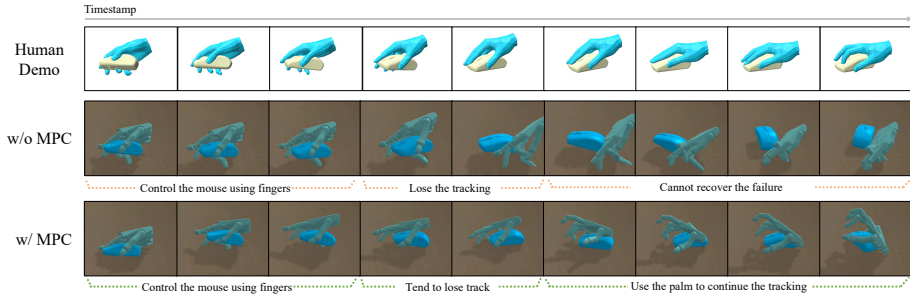 Timestamp
Human
Demo
w/o MPC
Control the mouse using fingers
Lose the tracking
Cannot recover the failure
w/ MPC
Control the mouse using fingers
Tend to lose track
Use the palm to continue the tracking